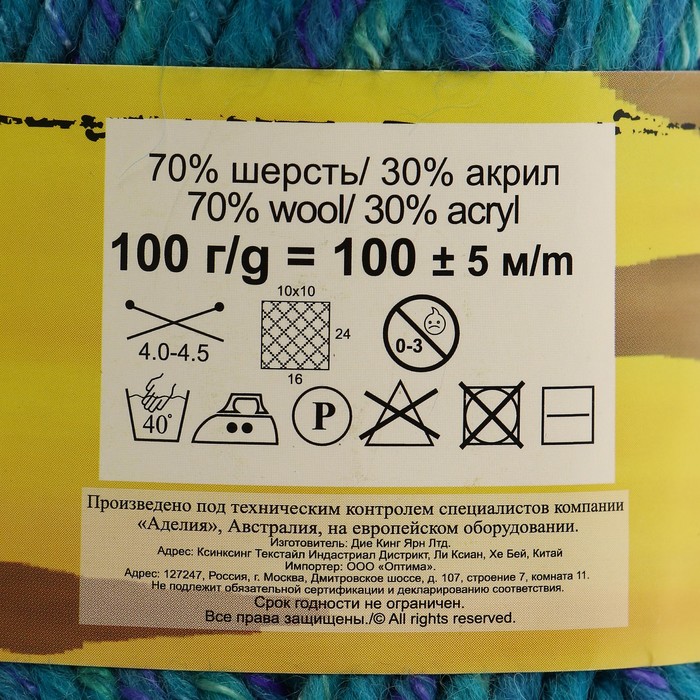 70% шерсть/ 30% акрил
70% wool/ 30% acryl
100 г/g = 100 ± 5 м/m
10x10
24
16
4.0-4.5
0-3
40°
P
Произведено под техническим контролем специалистов компании
«Аделия», Австралия, на европейском оборудовании.
Изготовитель: Дие Кинг Ярн Лтд.
Адрес: Ксинксинг Текстайл Индастриал Дистрикт, Ли Ксиан, Хе Бей, Китай
Импортер: ООО «Оптима».
Адрес: 127247, Россия, г. Москва, Дмитровское шоссе, д. 107, строение 7, комната 11.
Не подлежит обязательной сертификации и декларированию соответствия.
Срок годности не ограничен.
Все права защищены./© All rights reserved.